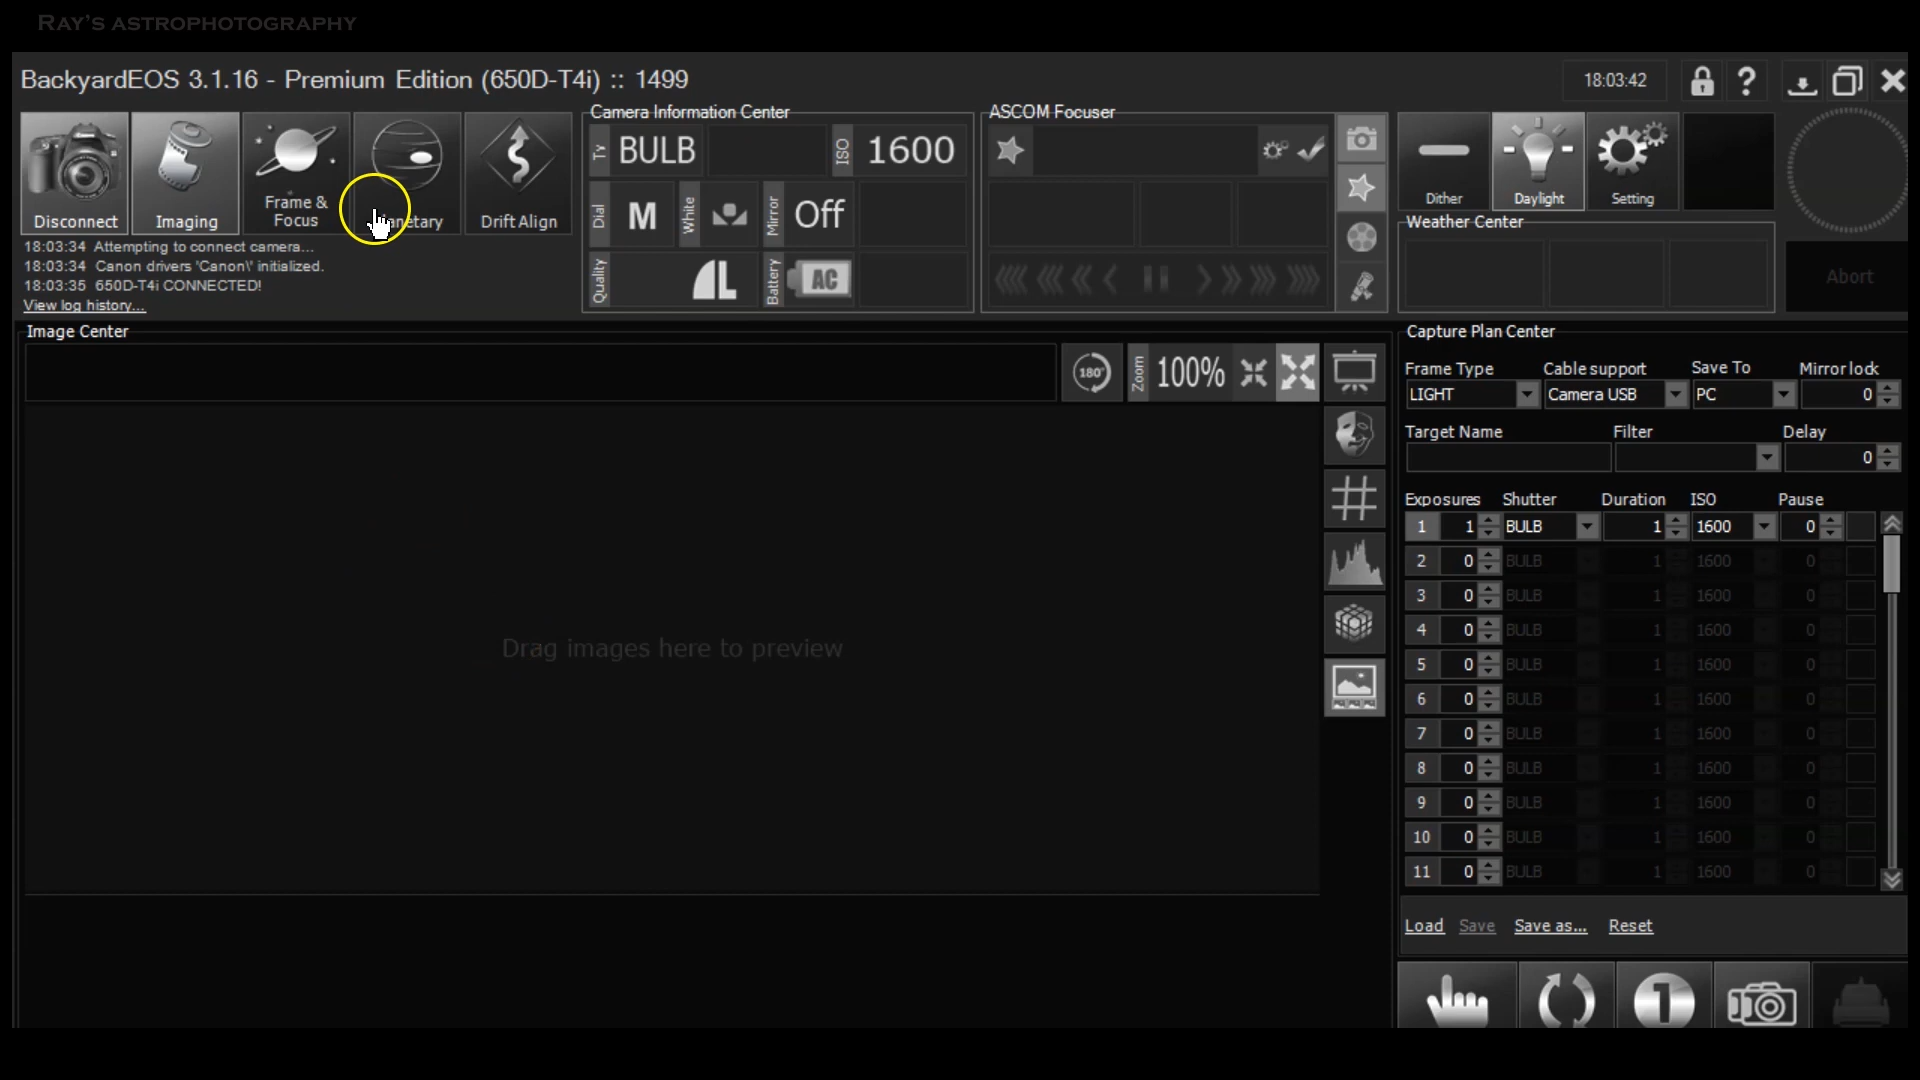 RAY'S ASTROPHOTOGRAPHY
BackyardEOS 3.1.16 - Premium Edition (650D-T4i) :: 1499
18:03:42
?
Disconnect
Imaging
Frame &
Focus
Drift Align
18:03:34 Attempting to connect camera...
18:03:34 Canon drivers 'Canon\' initialized.
18:03:35 650D-T4i CONNECTED!
View log history...
Camera Information Center
Tv BULB ISO 1600
Dial M White Mirror Off
Quality L Battery AC
ASCOM Focuser
Dither
Daylight
Setting
Weather Center
Abort
Image Center
180°
Zoom 100%
Drag images here to preview
Capture Plan Center
Frame Type Cable support Save To Mirror lock
LIGHT Camera USB PC 0
Target Name Filter Delay
0
Exposures Shutter Duration ISO Pause
1 1 BULB 1 1600 0
2 0 BULB 1 1600 0
3 0 BULB 1 1600 0
4 0 BULB 1 1600 0
5 0 BULB 1 1600 0
6 0 BULB 1 1600 0
7 0 BULB 1 1600 0
8 0 BULB 1 1600 0
9 0 BULB 1 1600 0
10 0 BULB 1 1600 0
11 0 BULB 1 1600 0
Load Save Save as... Reset
1